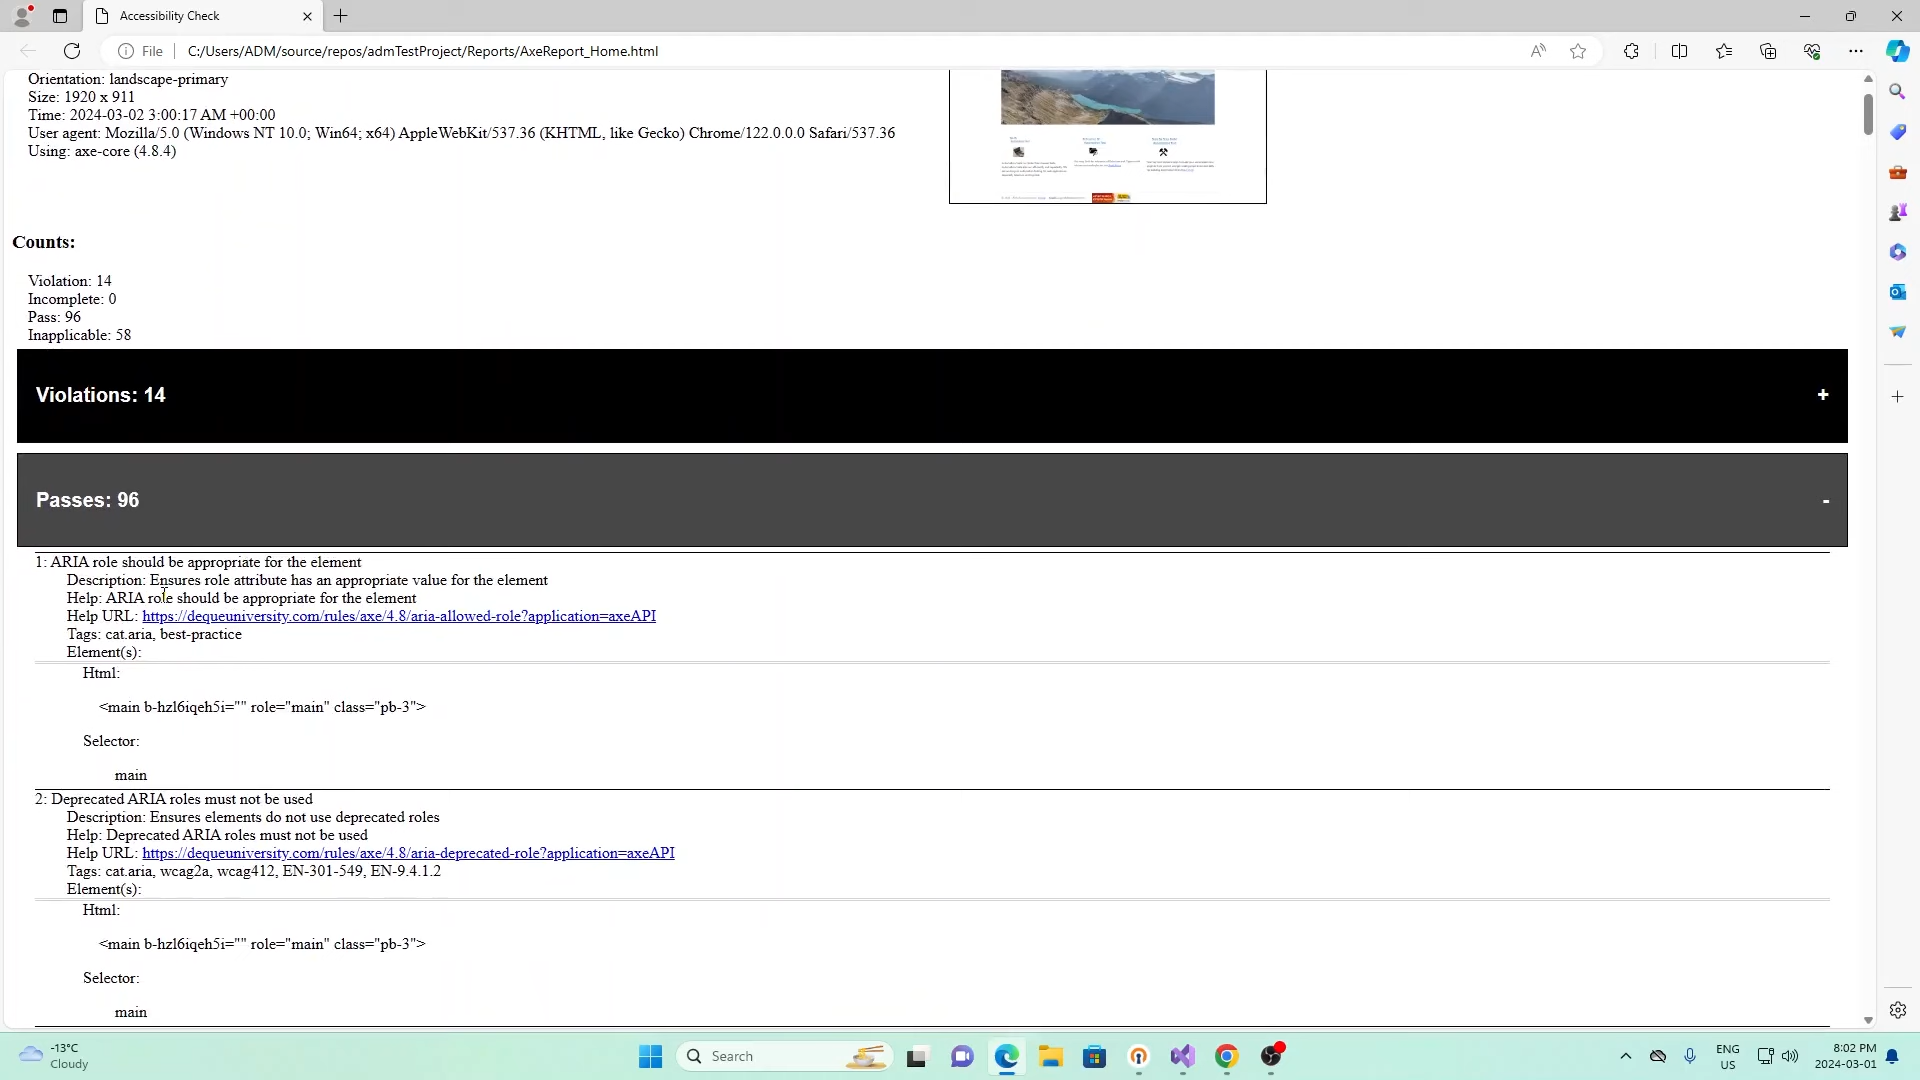 Accessibility Check
File
C:/Users/ADM/source/repos/admTestProject/Reports/AxeReport_Home.html
Orientation: landscape-primary
Size: 1920 x 911
Time: 2024-03-02 3:00:17 AM +00:00
User agent: Mozilla/5.0 (Windows NT 10.0; Win64; x64) AppleWebKit/537.36 (KHTML, like Gecko) Chrome/122.0.0.0 Safari/537.36
Using: axe-core (4.8.4)
Counts:
Violation: 14
Incomplete: 0
Pass: 96
Inapplicable: 58
Violations: 14
+
Passes: 96
-
1: ARIA role should be appropriate for the element
Description: Ensures role attribute has an appropriate value for the element
Help: ARIA role should be appropriate for the element
Help URL: https://dequeuniversity.com/rules/axe/4.8/aria-allowed-role?application=axeAPI
Tags: cat.aria, best-practice
Element(s):
Html:
<main b-hzl6iqeh5i="" role="main" class="pb-3">
Selector:
main
2: Deprecated ARIA roles must not be used
Description: Ensures elements do not use deprecated roles
Help: Deprecated ARIA roles must not be used
Help URL: https://dequeuniversity.com/rules/axe/4.8/aria-deprecated-role?application=axeAPI
Tags: cat.aria, wcag2a, wcag412, EN-301-549, EN-9.4.1.2
Element(s):
Html:
<main b-hzl6iqeh5i="" role="main" class="pb-3">
Selector:
main
-13°C
Cloudy
Search
ENG
US
8:02 PM
2024-03-01